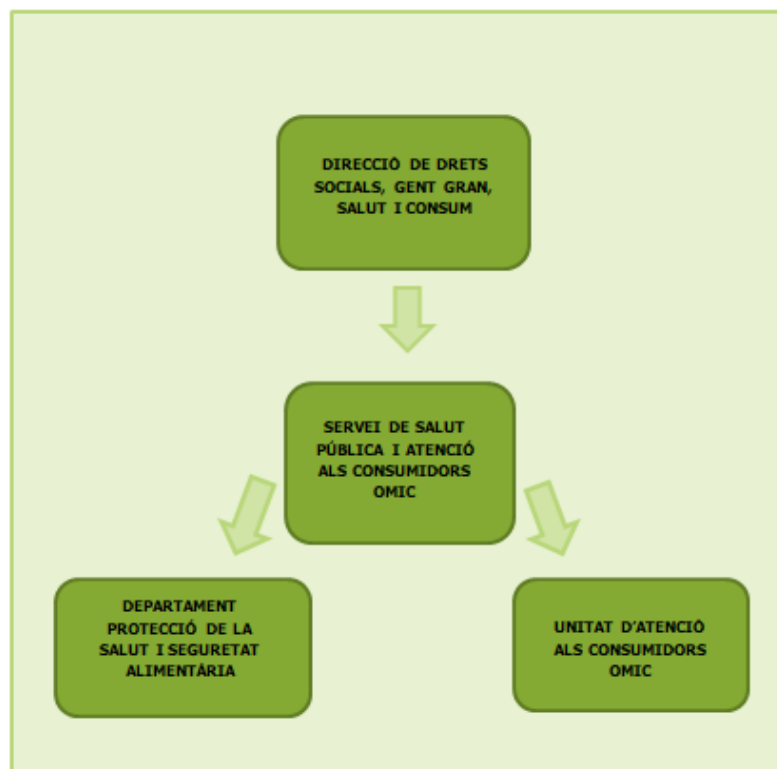 DIRECCIÓ DE DRETS
SOCIALS, GENT GRAN,
SALUT I CONSUM
SERVEI DE SALUT
PÚBLICA I ATENCIÓ
ALS CONSUMIDORS
OMIC
DEPARTAMENT
PROTECCIÓ DE LA
SALUT I SEGURETAT
ALIMENTÀRIA
UNITAT D'ATENCIÓ
ALS CONSUMIDORS
OMIC